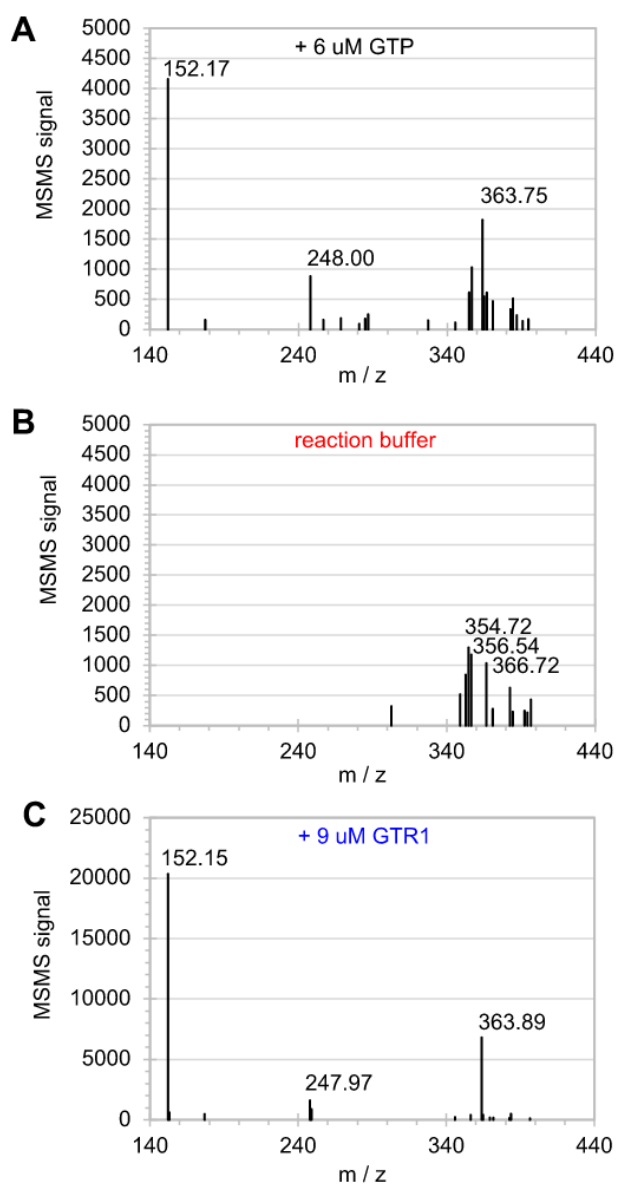 A
+ 6 uM GTP
5000
4500
4000
3500
3000
2500
2000
1500
1000
500
0
MSMS signal
152.17
248.00
363.75
140 240 340 440
m / z
B
reaction buffer
5000
4500
4000
3500
3000
2500
2000
1500
1000
500
0
MSMS signal
354.72
356.54
366.72
140 240 340 440
m / z
C
+ 9 uM GTR1
25000
20000
15000
10000
5000
0
MSMS signal
152.15
247.97
363.89
140 240 340 440
m / z